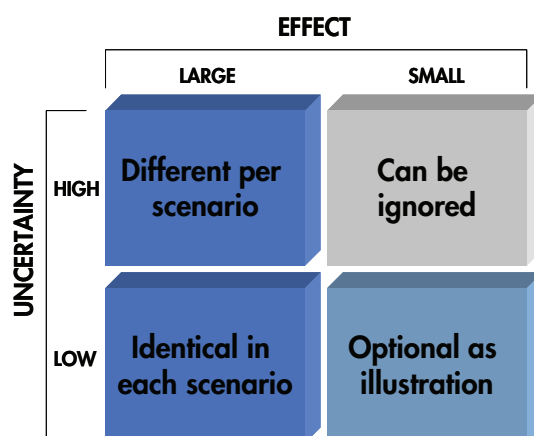 EFFECT
LARGE
SMALL
UNCERTAINTY
HIGH
Different per
scenario
Can be
ignored
LOW
Identical in
each scenario
Optional as
illustration